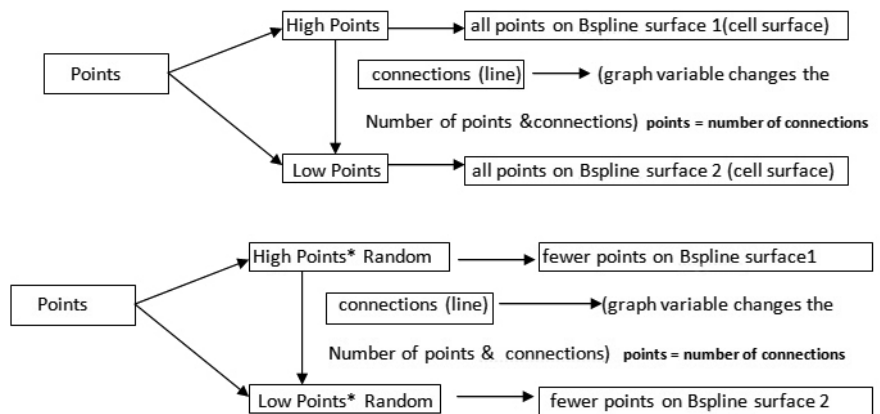 High Points all points on Bspline surface 1(cell surface)
Points connections (line) (graph variable changes the
Number of points &connections) points = number of connections
Low Points all points on Bspline surface 2 (cell surface)
High Points* Random fewer points on Bspline surface1
Points connections (line) (graph variable changes the
Number of points & connections) points = number of connections
Low Points* Random fewer points on Bspline surface 2